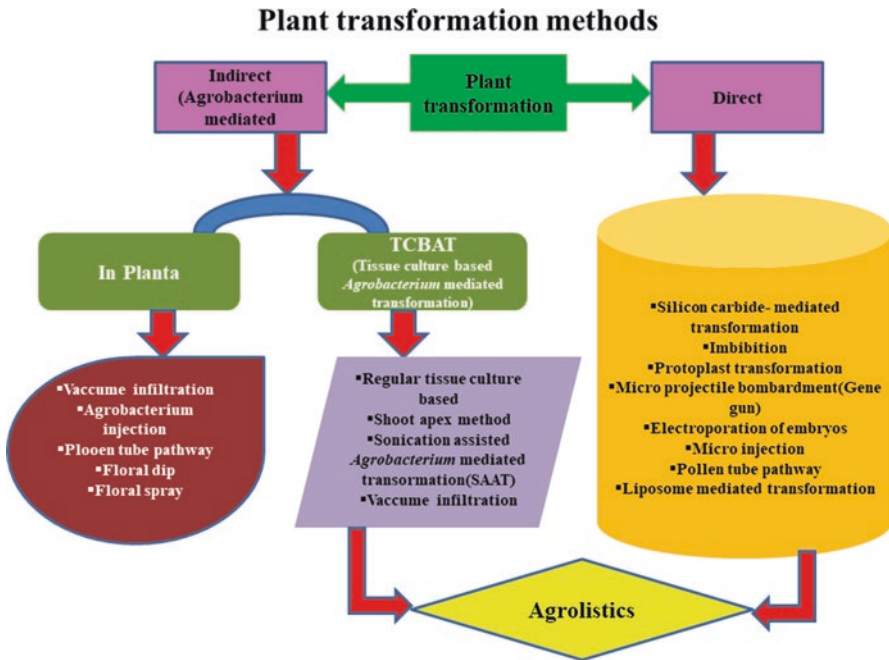 Plant transformation methods
Indirect
(Agrobacterium
mediated
Plant
transformation
Direct
In Planta
TCBAT
(Tissue culture based
Agrobacterium mediated
transformation)
▪Vaccume infiltration
▪Agrobacterium
injection
▪Plooen tube pathway
▪Floral dip
▪Floral spray
▪Regular tissue culture
based
▪Shoot apex method
▪Sonication assisted
Agrobacterium mediated
transormation(SAAT)
▪Vaccume infiltration
▪Silicon carbide- mediated
transformation
▪Imbibition
▪Protoplast transformation
▪Micro projectile bombardment(Gene
gun)
▪Electroporation of embryos
▪Micro injection
▪Pollen tube pathway
▪Liposome mediated transformation
Agrolistics